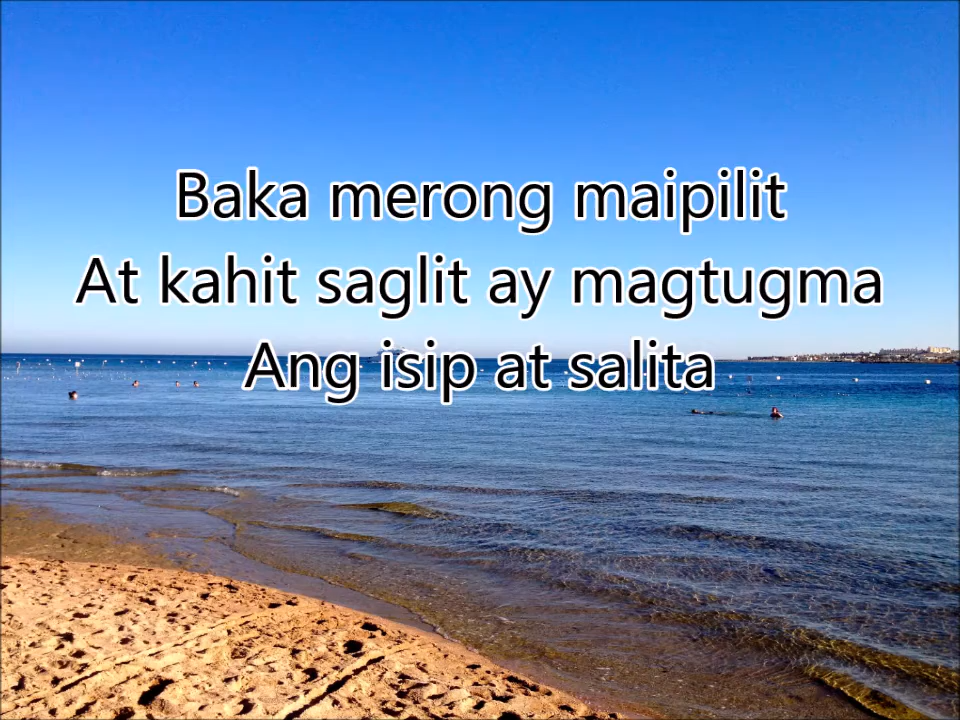 Baka merong maipilit
At kahit saglit ay magtugma
Ang isip at salita